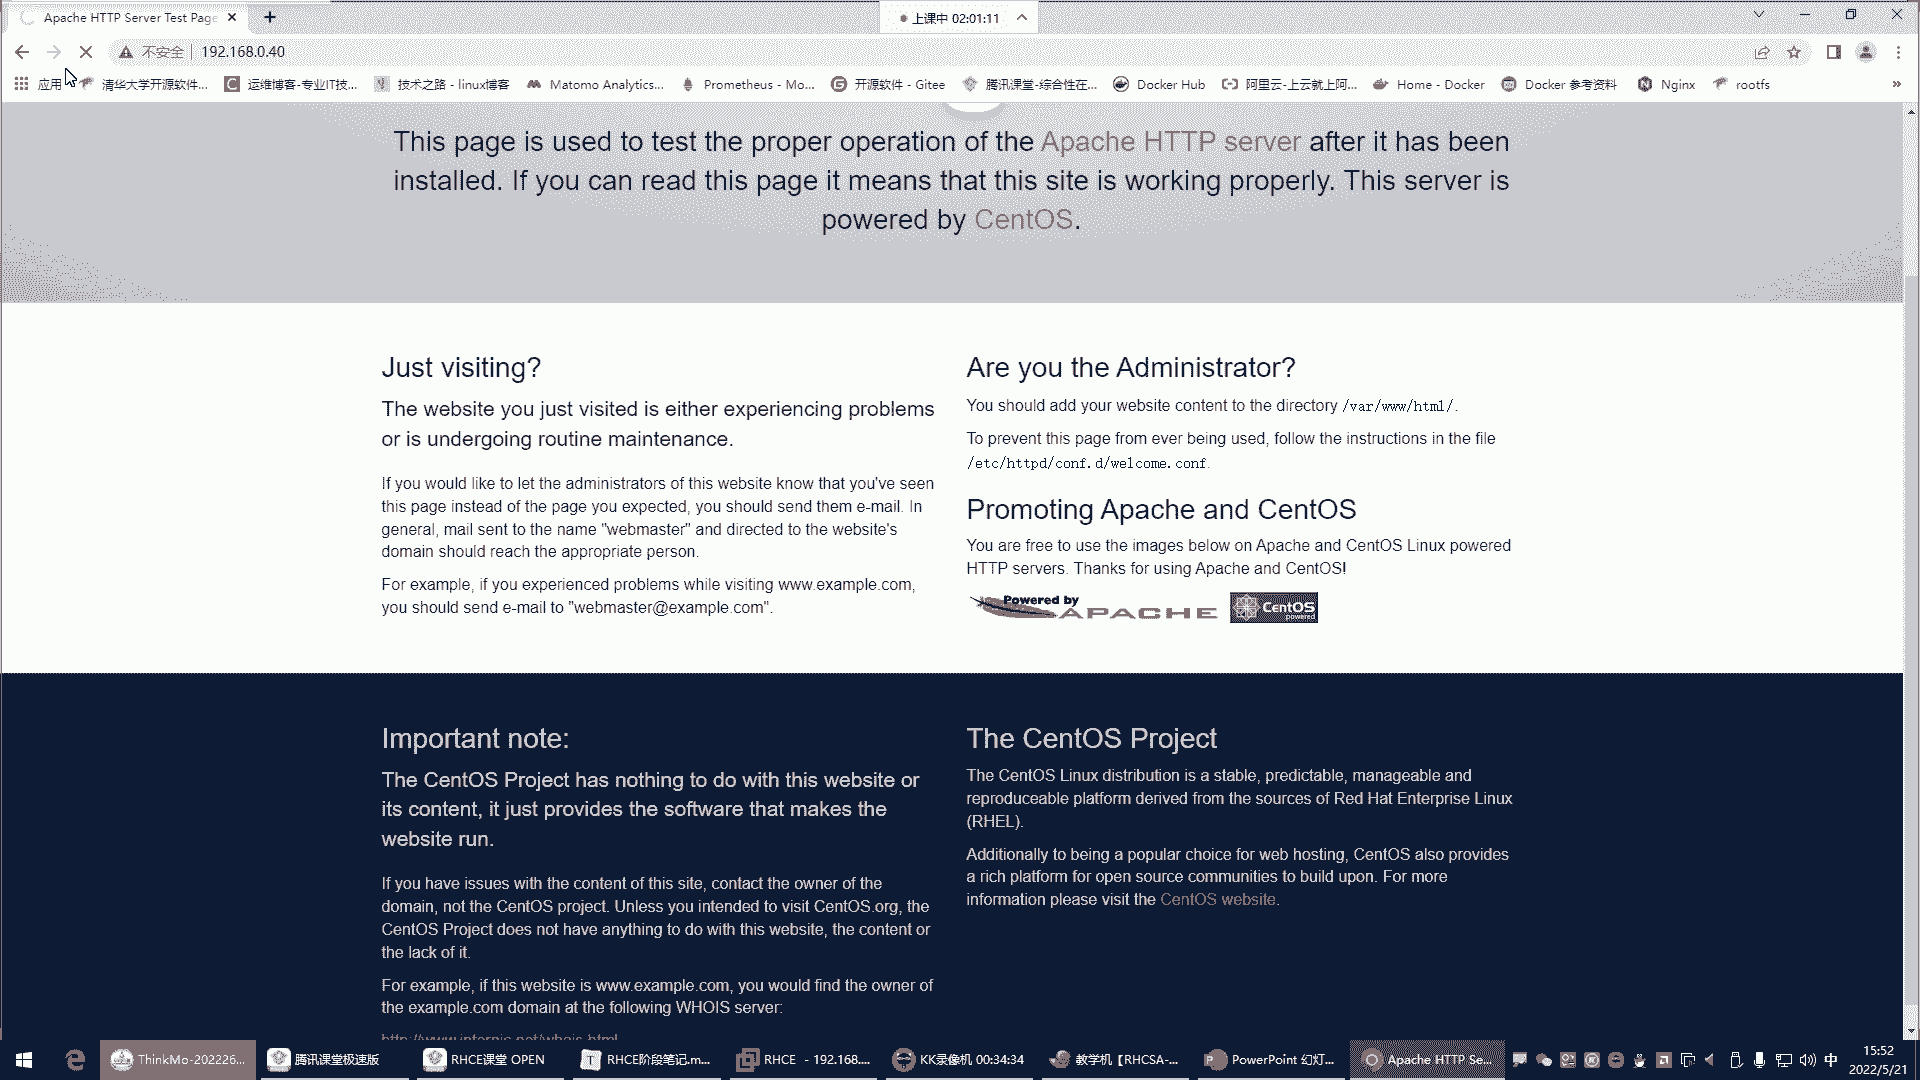 Apache HTTP Server Test Page
上课中 02:01:11
不安全 192.168.0.40
应用 清华大学开源软件... 运维博客-专业IT技... 技术之路 - linux博客 Matomo Analytics... Prometheus - Mo... 开源软件 - Gitee 腾讯课堂-综合性在... Docker Hub 阿里云-上云就上阿... Home - Docker Docker 参考资料 Nginx rootfs
This page is used to test the proper operation of the Apache HTTP server after it has been
installed. If you can read this page it means that this site is working properly. This server is
powered by CentOS.
Just visiting?
The website you just visited is either experiencing problems
or is undergoing routine maintenance.
If you would like to let the administrators of this website know that you've seen
this page instead of the page you expected, you should send them e-mail. In
general, mail sent to the name "webmaster" and directed to the website's
domain should reach the appropriate person.
For example, if you experienced problems while visiting www.example.com,
you should send e-mail to "webmaster@example.com".
Are you the Administrator?
You should add your website content to the directory /var/www/html/.
To prevent this page from ever being used, follow the instructions in the file
/etc/httpd/conf.d/welcome.conf.
Promoting Apache and CentOS
You are free to use the images below on Apache and CentOS Linux powered
HTTP servers. Thanks for using Apache and CentOS!
Powered by
APACHE
CentOS
powered
Important note:
The CentOS Project has nothing to do with this website or
its content, it just provides the software that makes the
website run.
If you have issues with the content of this site, contact the owner of the
domain, not the CentOS project. Unless you intended to visit CentOS.org, the
CentOS Project does not have anything to do with this website, the content or
the lack of it.
For example, if this website is www.example.com, you would find the owner of
the example.com domain at the following WHOIS server:
http://www.internic.net/whois.html
The CentOS Project
The CentOS Linux distribution is a stable, predictable, manageable and
reproduceable platform derived from the sources of Red Hat Enterprise Linux
(RHEL).
Additionally to being a popular choice for web hosting, CentOS also provides
a rich platform for open source communities to build upon. For more
information please visit the CentOS website.
ThinkMo-202226... 腾讯课堂极速版 RHCE课堂 OPEN RHCE阶段笔记.m... RHCE - 192.168.... KK录像机 00:34:34 教学机【RHCSA-... PowerPoint 幻灯... Apache HTTP Se... 中
15:52
2022/5/21